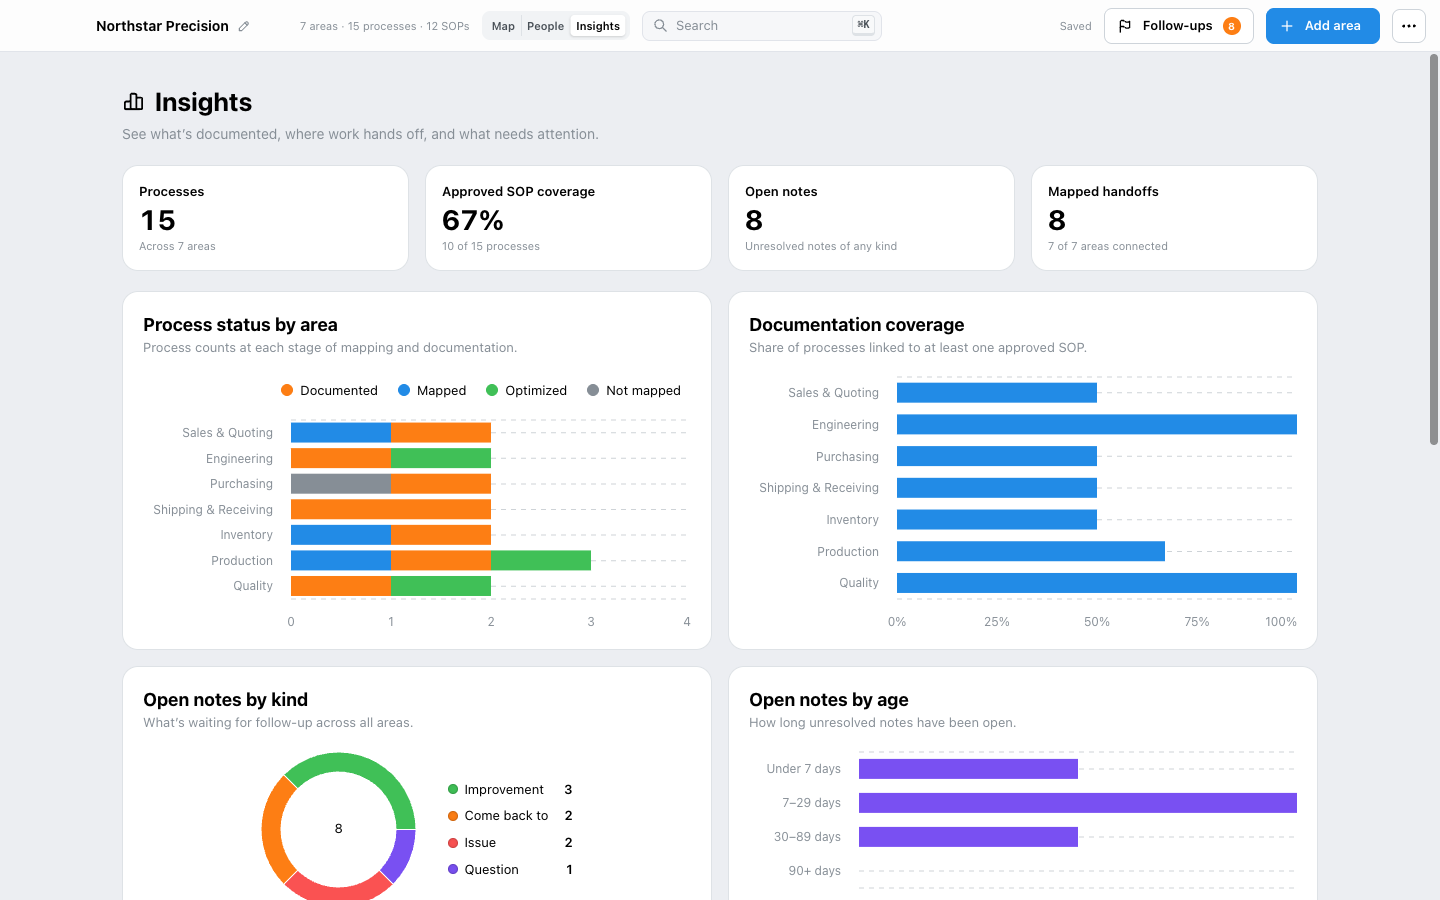 Northstar Precision
7 areas · 15 processes · 12 SOPs
Map People Insights
Search ⌘K
Saved
Follow-ups 8
Add area
Insights
See what's documented, where work hands off, and what needs attention.
Processes
15
Across 7 areas
Approved SOP coverage
67%
10 of 15 processes
Open notes
8
Unresolved notes of any kind
Mapped handoffs
8
7 of 7 areas connected
Process status by area
Process counts at each stage of mapping and documentation.
Documented Mapped Optimized Not mapped
Sales & Quoting
Engineering
Purchasing
Shipping & Receiving
Inventory
Production
Quality
0 1 2 3 4
Documentation coverage
Share of processes linked to at least one approved SOP.
Sales & Quoting
Engineering
Purchasing
Shipping & Receiving
Inventory
Production
Quality
0% 25% 50% 75% 100%
Open notes by kind
What's waiting for follow-up across all areas.
8
Improvement 3
Come back to 2
Issue 2
Question 1
Open notes by age
How long unresolved notes have been open.
Under 7 days
7–29 days
30–89 days
90+ days